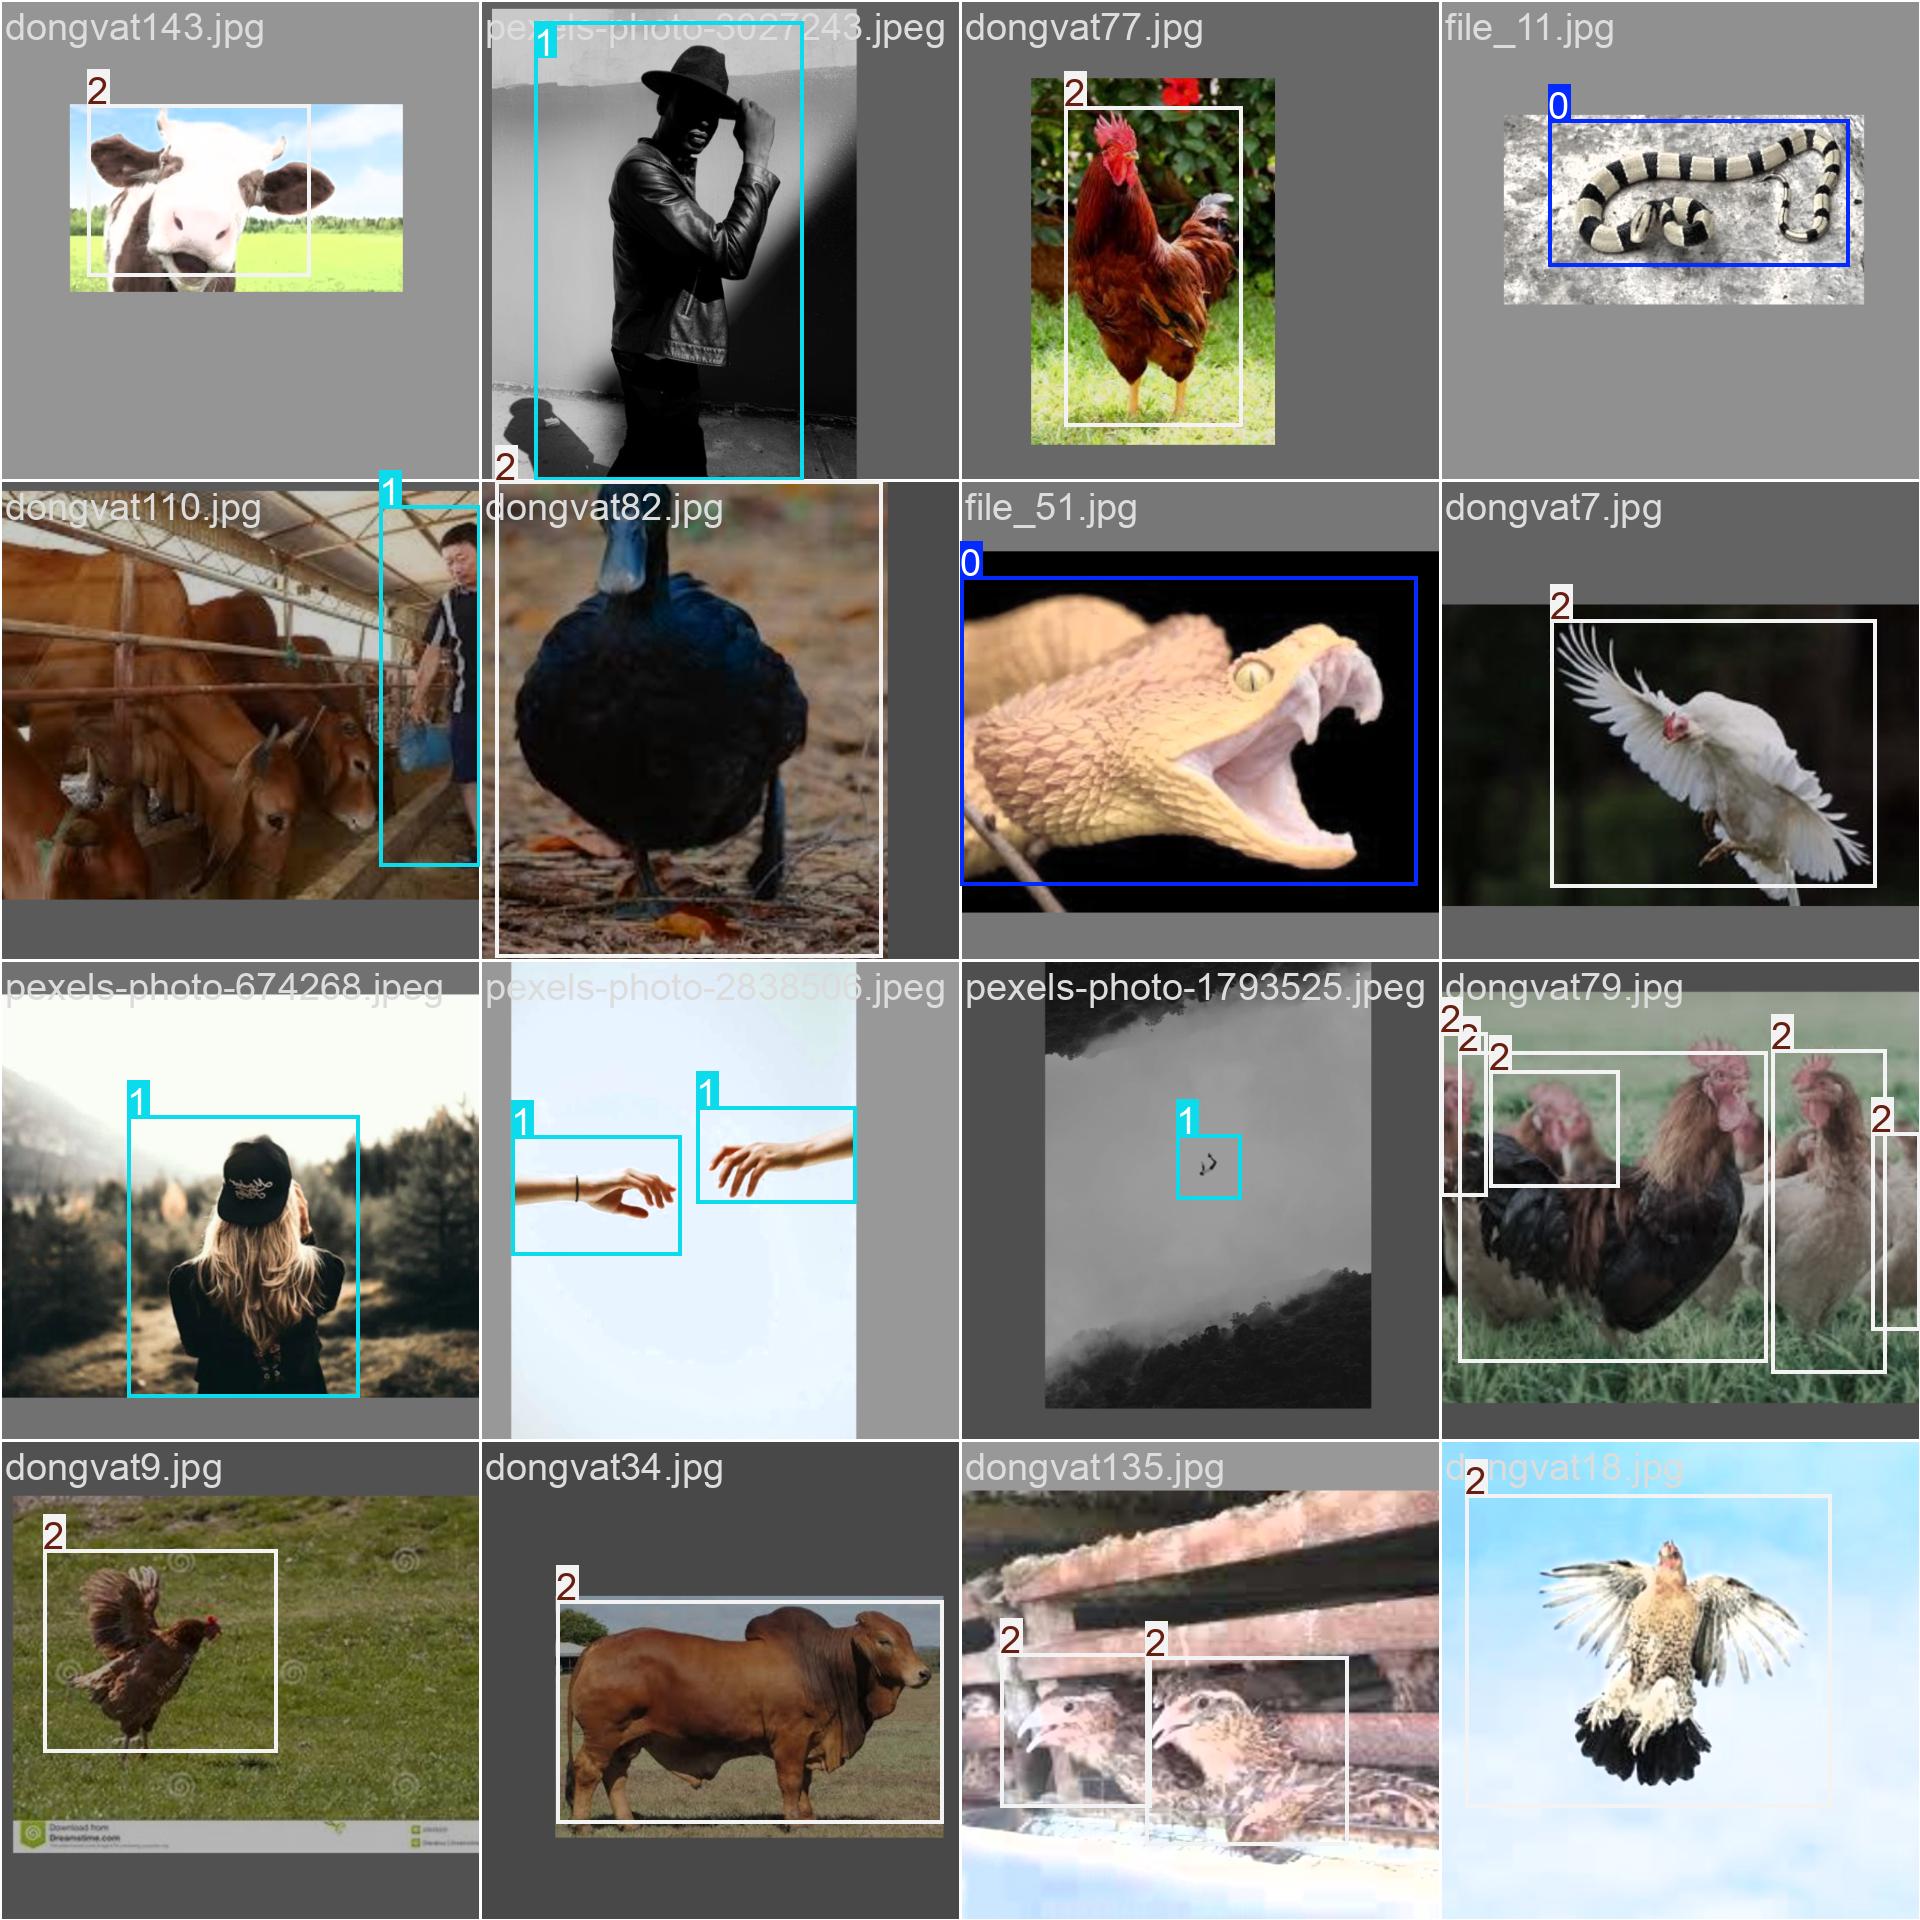 dongvat143.jpg
pexels-photo-3027243.jpeg
dongvat77.jpg
file_11.jpg
2
1
2
0
dongvat110.jpg
dongvat82.jpg
file_51.jpg
dongvat7.jpg
1
2
0
2
pexels-photo-674268.jpeg
pexels-photo-2838506.jpeg
pexels-photo-1793525.jpeg
dongvat79.jpg
1
1
1
1
2
2
2
2
2
dongvat9.jpg
dongvat34.jpg
dongvat135.jpg
dongvat18.jpg
2
2
2
2
2
Download from
Dreamstime.com